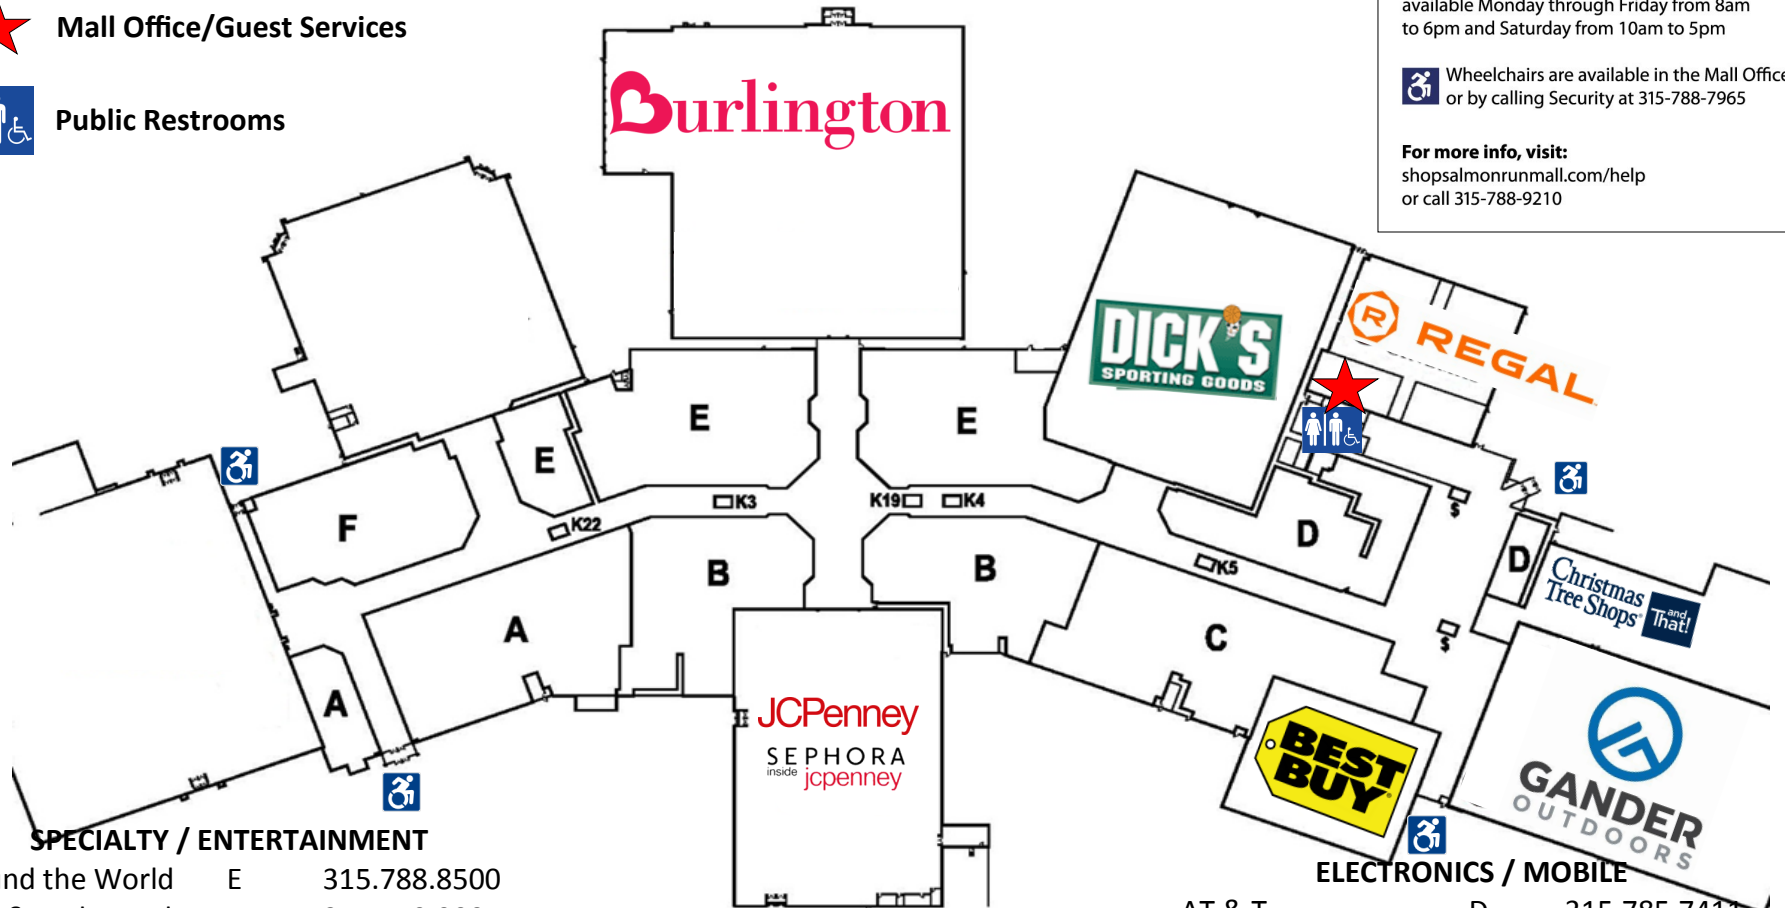 Mall Office/Guest Services
Public Restrooms
available Monday through Friday from 8am
to 6pm and Saturday from 10am to 5pm
Wheelchairs are available in the Mall Office
or by calling Security at 315-788-7965
For more info, visit:
shopsalmonrunmall.com/help
or call 315-788-9210
Burlington
DICK'S
SPORTING GOODS
R REGAL
E
E
E
F
K22
K3
K19
K4
K5
D
D
$
$
A
A
B
B
C
Christmas
Tree Shops
and
That!
JCPenney
SEPHORA
inside jcpenney
BEST
BUY
GANDER
OUTDOORS
SPECIALTY / ENTERTAINMENT
the World E 315.788.8500
ELECTRONICS / MOBILE
AT & T D 315.785.7411